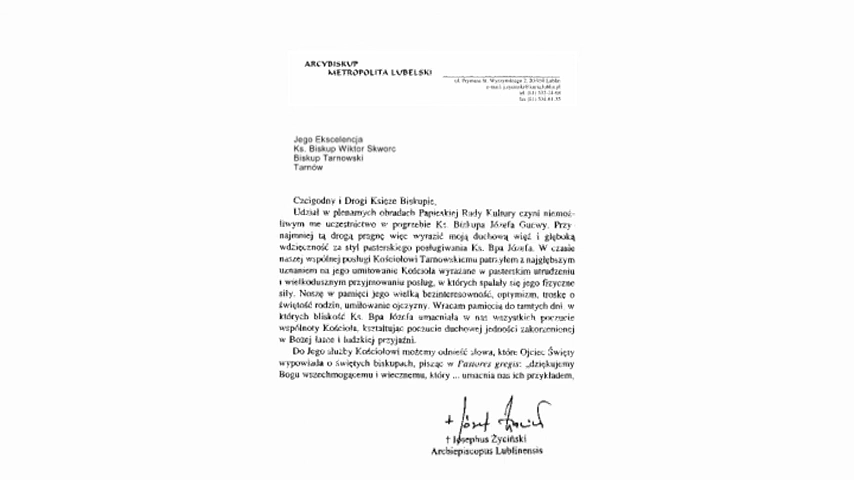 ARCYBISKUP
METROPOLITA LUBELSKI
Jego Ekscelencja
Ks. Biskup Wiktor Skworc
Biskup Tarnowski
Tarnów
Czcigodny i Drogi Księże Biskupie,
Udział w plenarnych obradach Papieskiej Rady Kultury czyni niemoż-
liwym me uczestnictwo w pogrzebie Ks. Biskupa Józefa Gucwy. Przy-
najmniej tą drogą pragnę więc wyrazić moją duchową więź i głęboką
wdzięczność za styl pasterskiego posługiwania Ks. Bpa Józefa. W czasie
naszej wspólnej posługi Kościołowi Tarnowskiemu patrzyłem z najgłębszym
uznaniem na jego umiłowanie Kościoła wyrażane w pasterskim utrudzeniu
i wielkodusznym przyjmowaniu posług, w których spalały się jego fizyczne
siły. Noszę w pamięci jego wielką bezinteresowność, optymizm, troskę o
świętość rodzin, umiłowanie ojczyzny. Wracam pamięcią do tamtych dni, w
których bliskość Ks. Bpa Józefa umacniała w nas wszystkich poczucie
wspólnoty Kościoła, kształtując poczucie duchowej jedności zakorzenionej
w Bożej łasce i ludzkiej przyjaźni.
Do Jego służby Kościołowi możemy odnieść słowa, które Ojciec Święty
wypowiada o świętych biskupach, pisząc w Pastores gregis: „dziękujemy
Bogu wszechmogącemu i wiecznemu, który ... umacnia nas ich przykładem,
† Józef Życiński
† Iosephus Życiński
Archiepiscopus Lublinensis